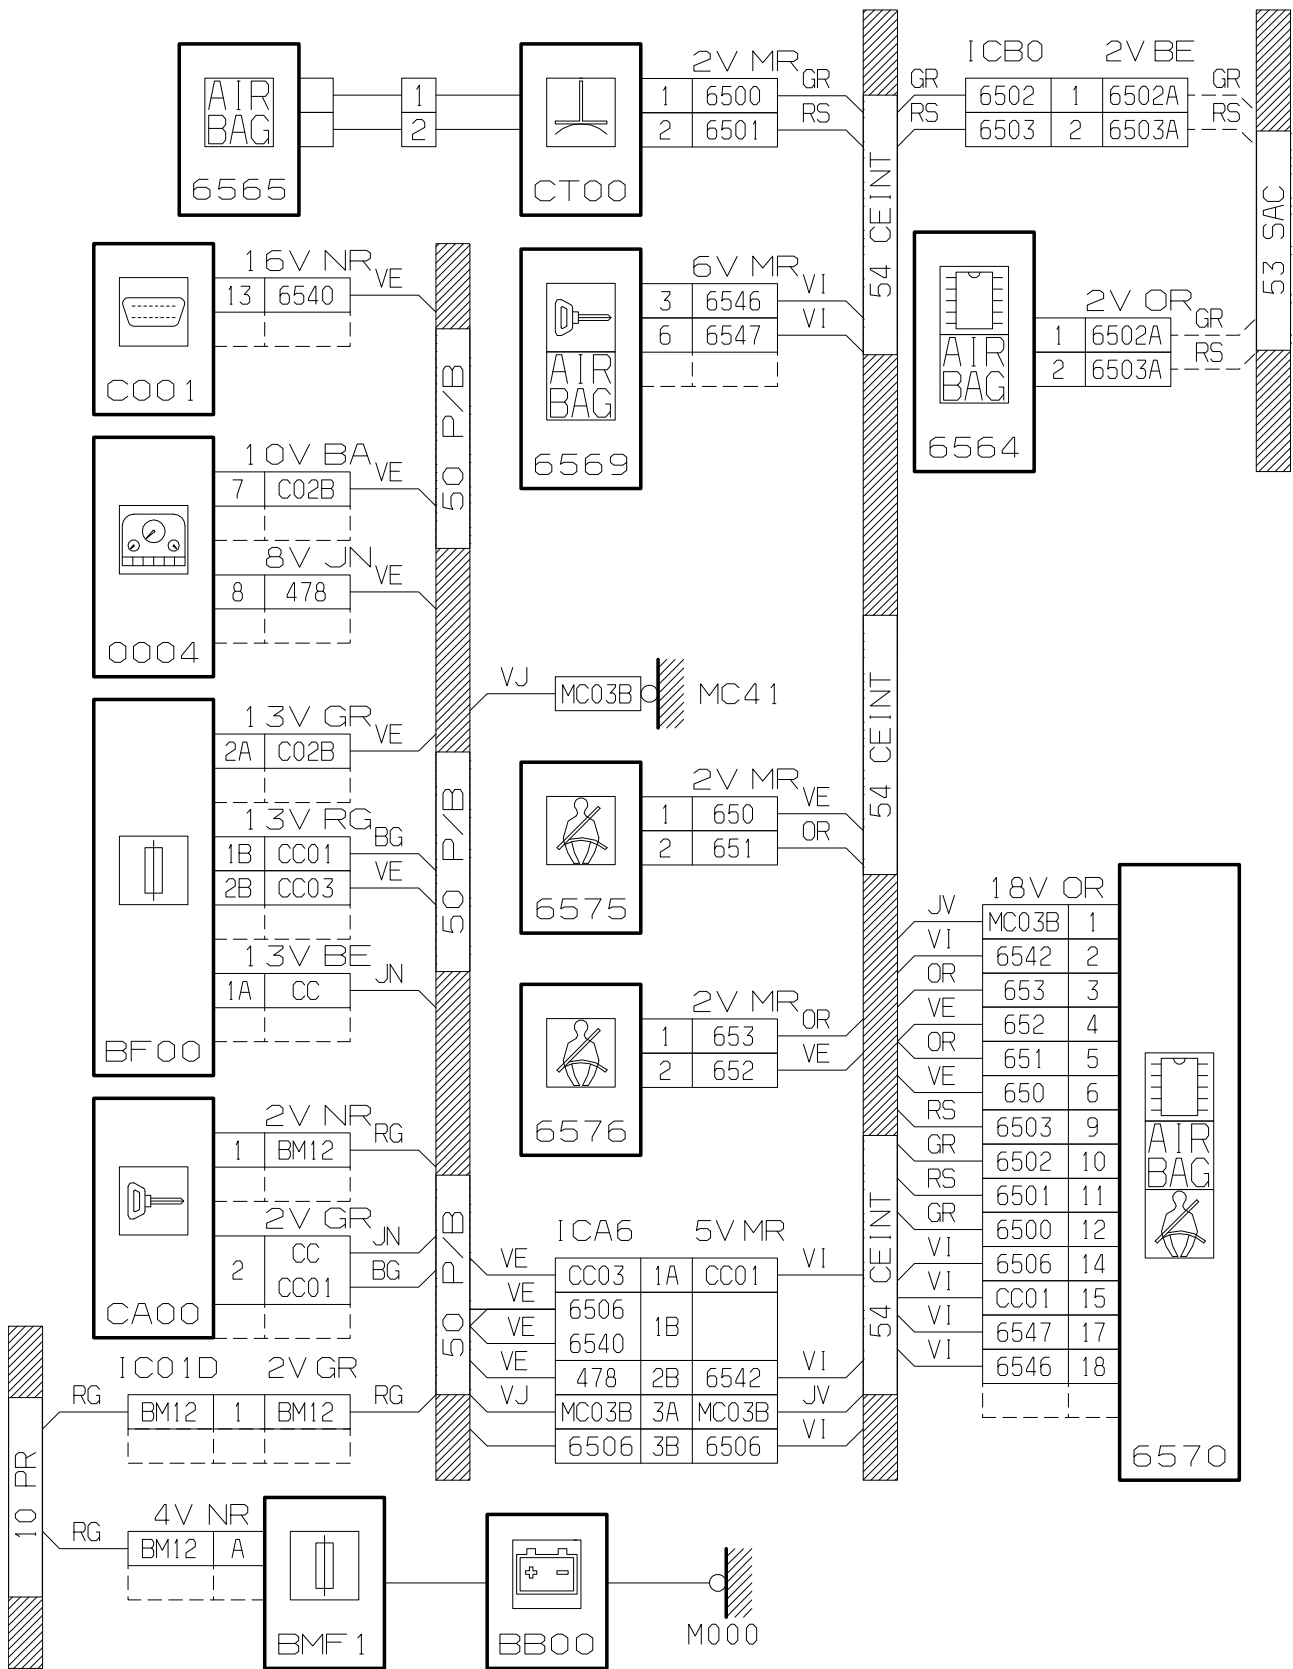 AIR
BAG
6565
1
2
CT00
2V MR
1 6500 GR
2 6501 RS
54 CEINT
ICB0 2V BE
GR 6502 1 6502A GR
RS 6503 2 6503A RS
53 SAC
C001
16V NR
13 6540 VE
50 P/B
AIR
BAG
6569
6V MR
3 6546 VI
6 6547 VI
AIR
BAG
6564
2V OR
1 6502A GR
2 6503A RS
0004
10V BA
7 C02B VE
8V JN
8 478 VE
VJ MC03B MC41
54 CEINT
BF00
13V GR
2A C02B VE
13V RG
1B CC01 BG
2B CC03 VE
13V BE
1A CC JN
50 P/B
6575
2V MR
1 650 VE
2 651 OR
6576
2V MR
1 653 OR
2 652 VE
18V OR
JV MC03B 1
VI 6542 2
OR 653 3
VE 652 4
OR 651 5
VE 650 6
RS 6503 9
GR 6502 10
RS 6501 11
GR 6500 12
VI 6506 14
VI CC01 15
VI 6547 17
VI 6546 18
AIR
BAG
6570
CA00
2V NR
1 BM12 RG
2V GR
2 CC JN
CC01 BG
50 P/B
ICA6 5V MR
VE CC03 1A CC01 VI
VE 6506 1B
VE 6540
VE 478 2B 6542 VI
VJ MC03B 3A MC03B JV
6506 3B 6506 VI
54 CEINT
10 PR
IC01D 2V GR
RG BM12 1 BM12 RG
4V NR
RG BM12 A
BMF1
BB00
M000